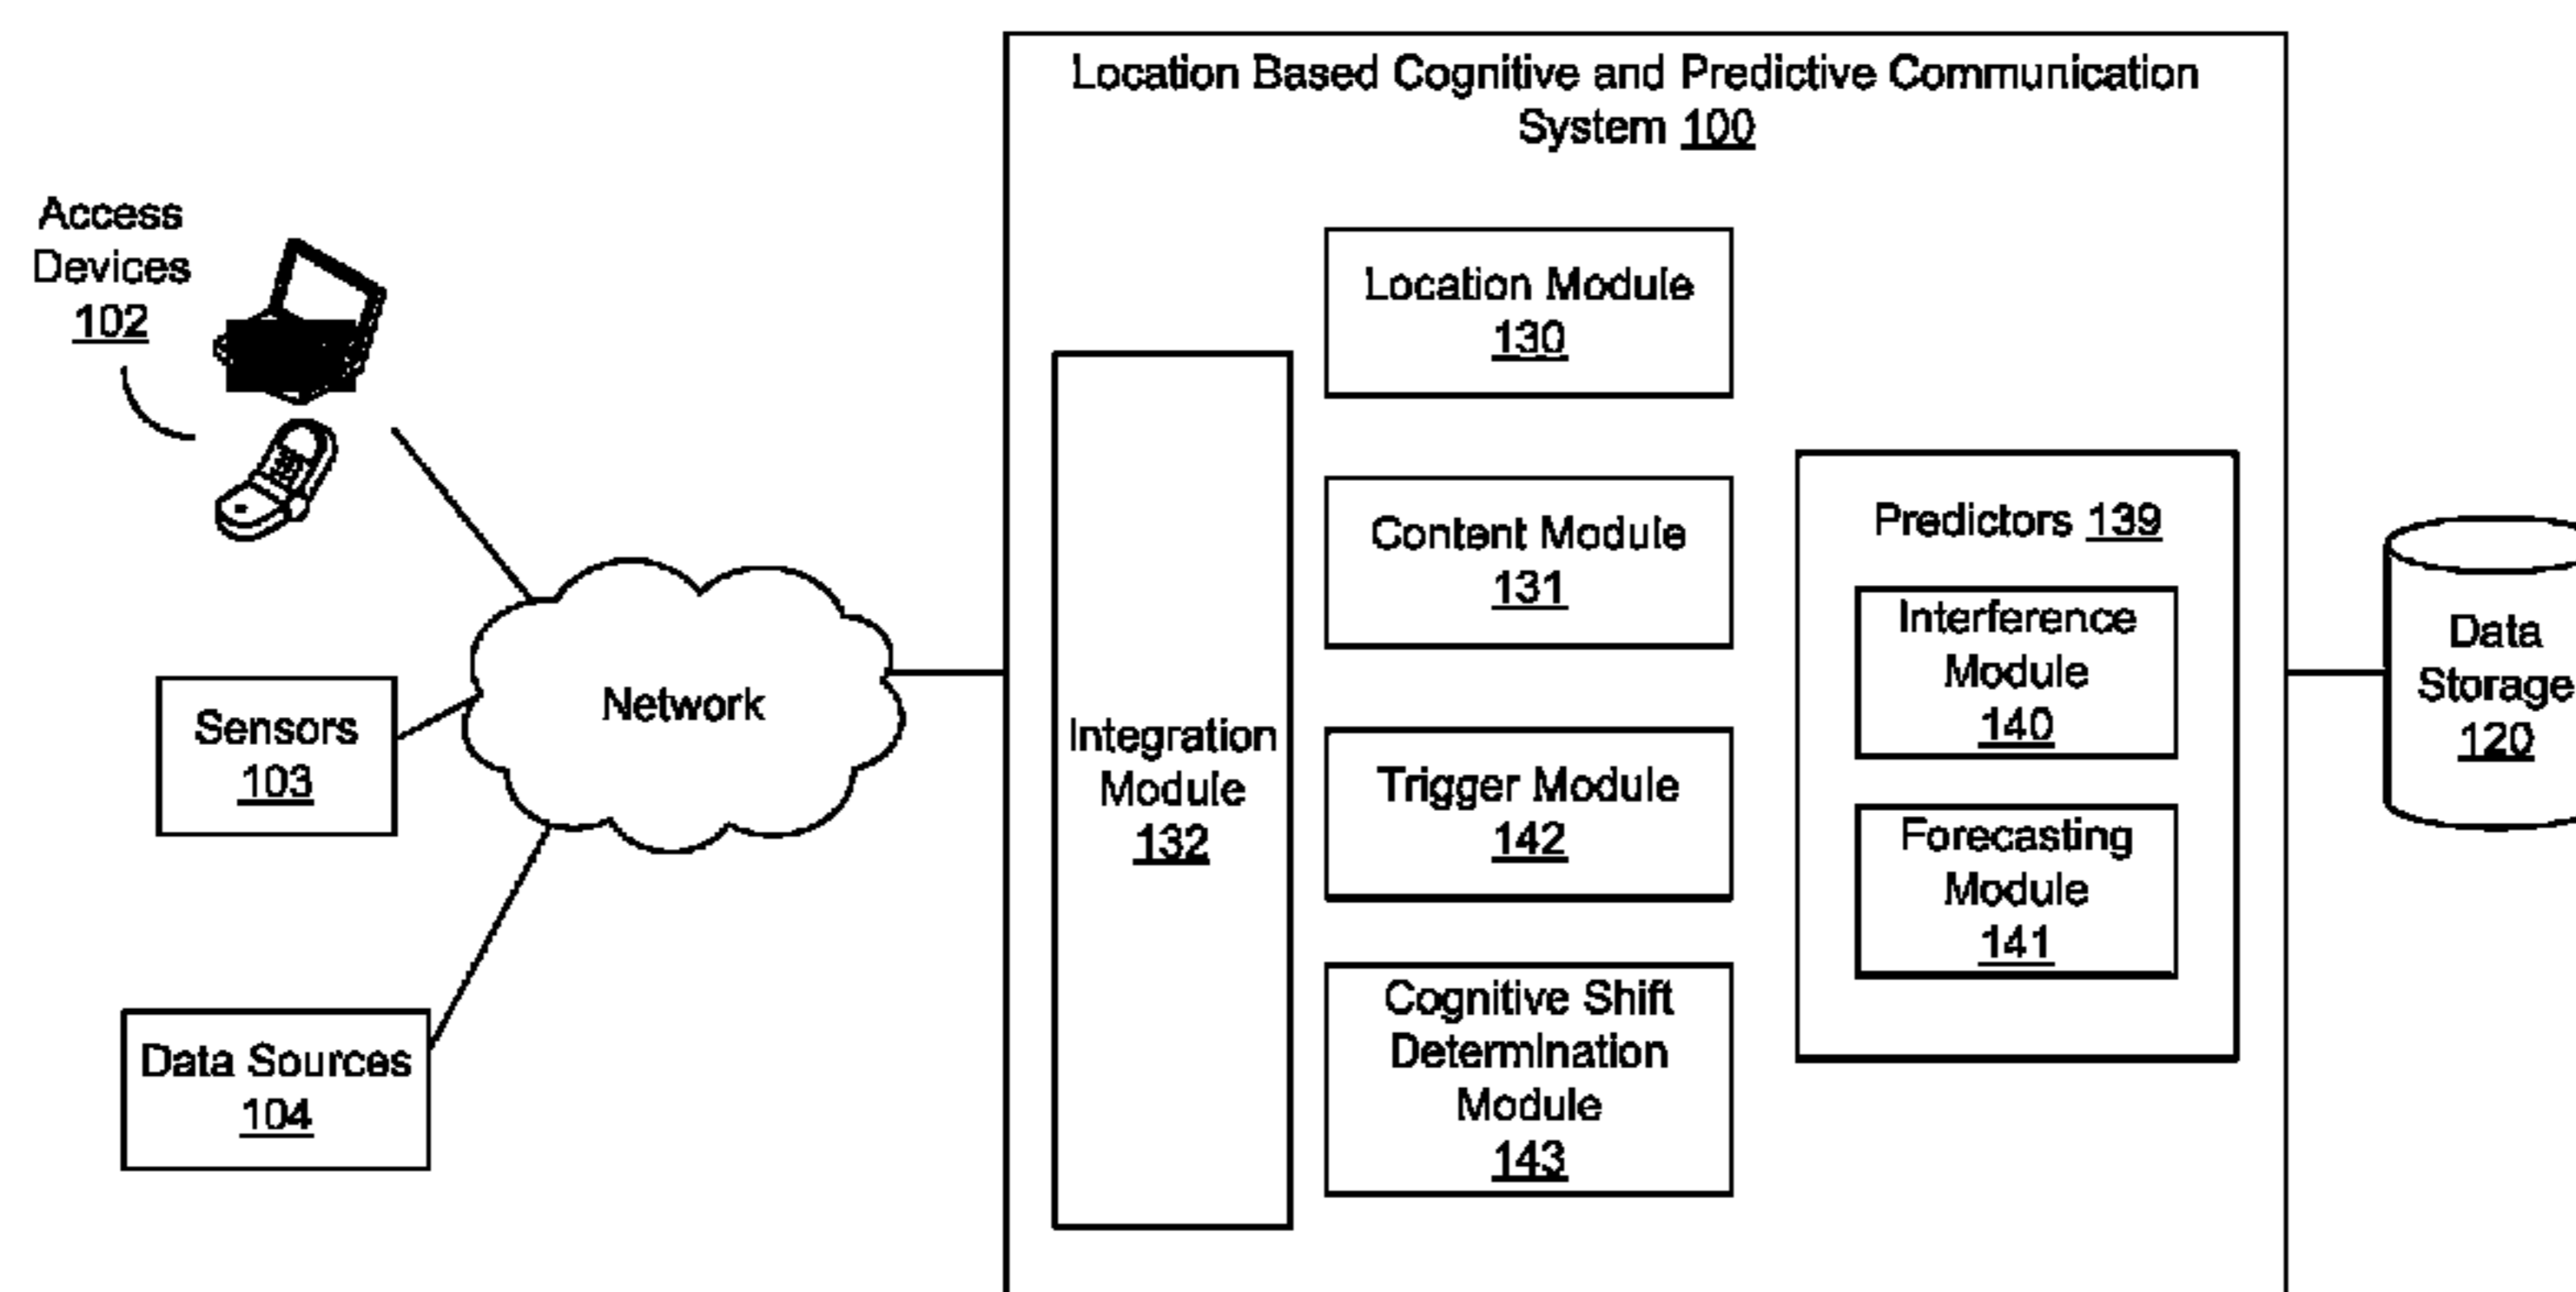 Location Based Cognitive and Predictive Communication
System 100
Access
Devices
102
Location Module
130
Content Module
131
Predictors 139
Interference
Module
140
Data
Storage
120
Network
Sensors
103
Integration
Module
132
Trigger Module
142
Forecasting
Module
141
Cognitive Shift
Determination
Module
143
Data Sources
104